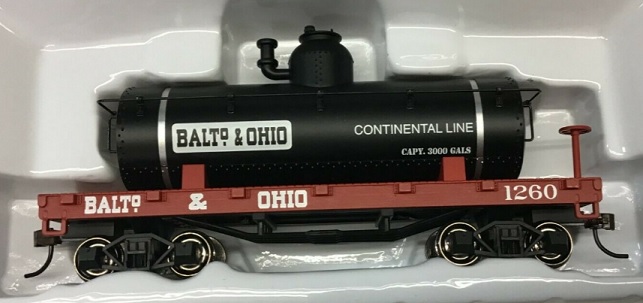 BALTº & OHIO
CONTINENTAL LINE
CAPY. 3000 GALS
BALTº & OHIO 1260